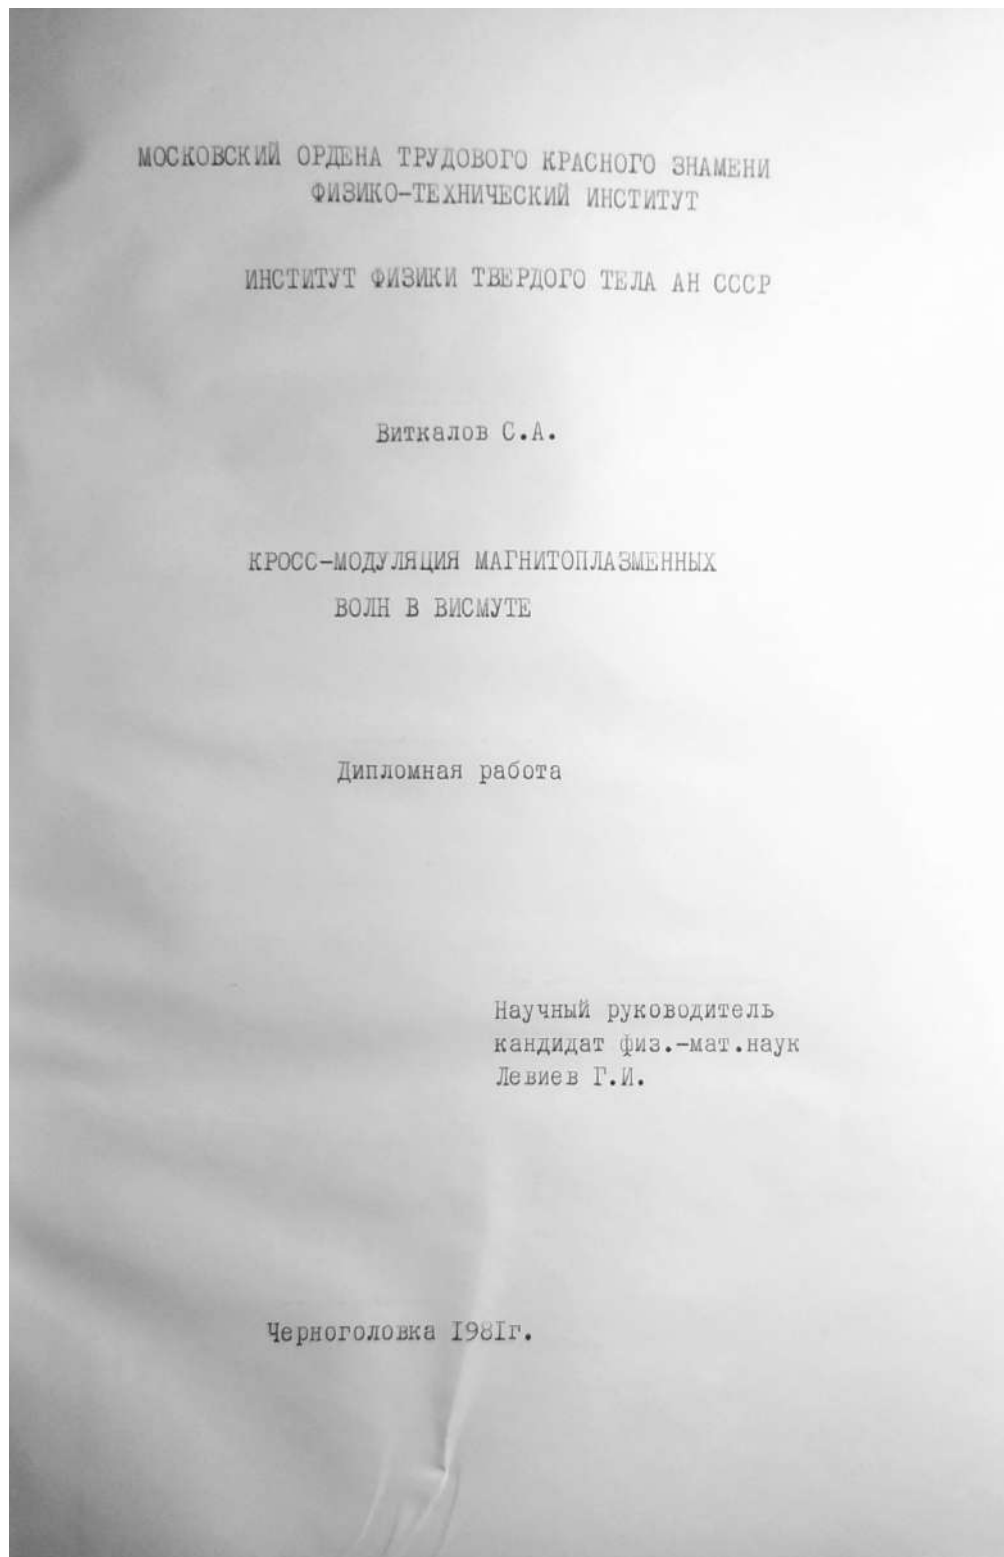 МОСКОВСКИЙ ОРДЕНА ТРУДОВОГО КРАСНОГО ЗНАМЕНИ
ФИЗИКО-ТЕХНИЧЕСКИЙ ИНСТИТУТ
ИНСТИТУТ ФИЗИКИ ТВЕРДОГО ТЕЛА АН СССР
Виткалов С.А.
КРОСС-МОДУЛЯЦИЯ МАГНИТОПЛАЗМЕННЫХ
ВОЛН В ВИСМУТЕ
Дипломная работа
Научный руководитель
кандидат физ.-мат.наук
Левиев Г.И.
Черноголовка I98Iг.